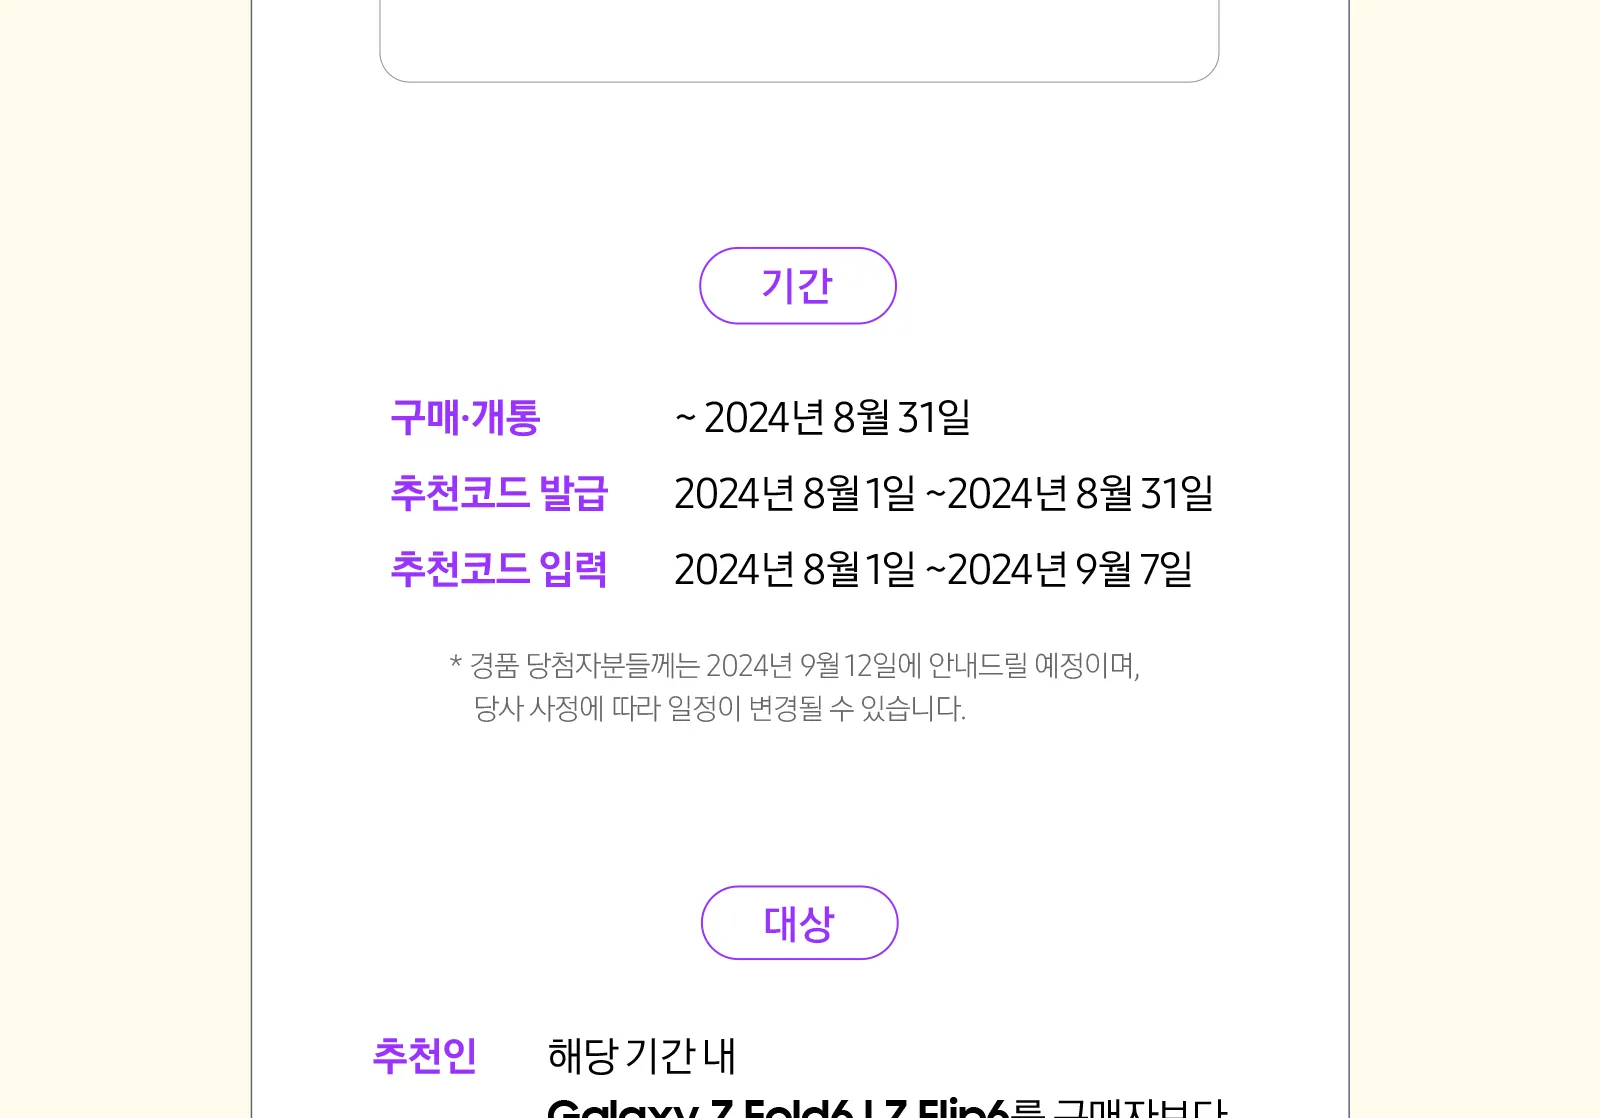 기간
구매·개통 ~ 2024년 8월 31일
추천코드 발급 2024년 8월 1일 ~2024년 8월 31일
추천코드 입력 2024년 8월 1일 ~2024년 9월 7일
* 경품 당첨자분들께는 2024년 9월 12일에 안내드릴 예정이며,
당사 사정에 따라 일정이 변경될 수 있습니다.
대상
추천인 해당 기간 내
Galaxy Z Fold6 | Z Flip6를 구매자보다